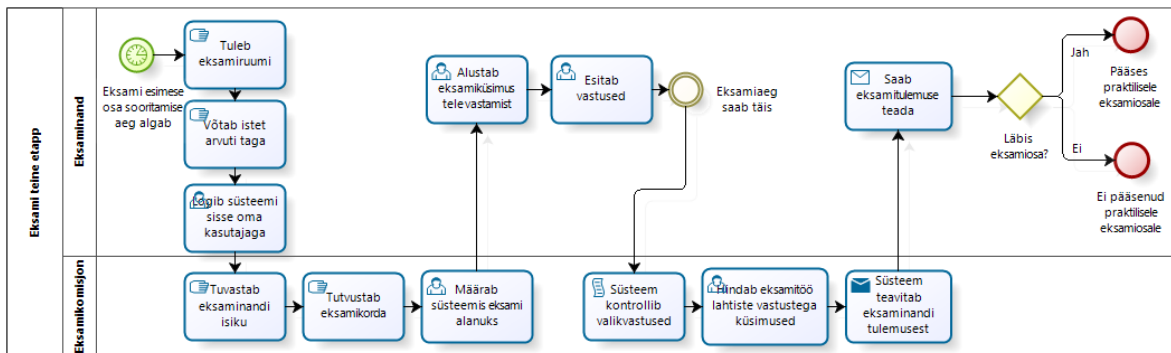 Eksami teine etapp
Eksaminand
Eksami esimese
osa sooritamise
aeg algab
Tuleb
eksamiruumi
Võtab istet
arvuti taga
Logib süsteemi
sisse oma
kasutajaga
Alustab
eksamiküsimus
televastamist
Esitab
vastused
Eksamiaeg
saab täis
Saab
eksamitulemuse
teada
Läbis
eksamiosa?
Jah
Pääses
praktilisele
eksamiosale
Ei
Ei pääsenud
praktilisele
eksamiosale
Eksamikomisjon
Tuvastab
eksaminandi
isiku
Tutvustab
eksamikorda
Määrab
süsteemis eksami
alanuks
Süsteem
kontrollib
valikvastused
Hindab eksamitöö
lahtiste vastustega
küsimused
Süsteem
teavitab
eksaminandi
tulemusest